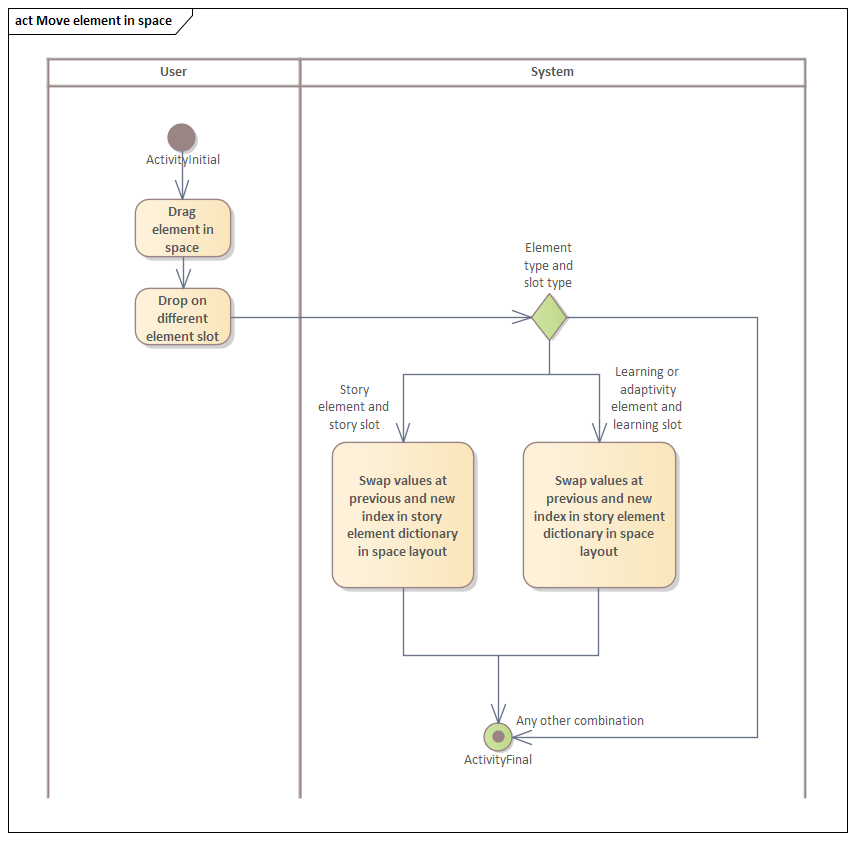 act Move element in space
User
System
ActivityInitial
Drag
element in
space
Drop on
different
element slot
Element
type and
slot type
Story
element and
story slot
Learning or
adaptivity
element and
learning slot
Swap values at
previous and new
index in story
element dictionary
in space layout
Swap values at
previous and new
index in story element
dictionary in space
layout
Any other combination
ActivityFinal